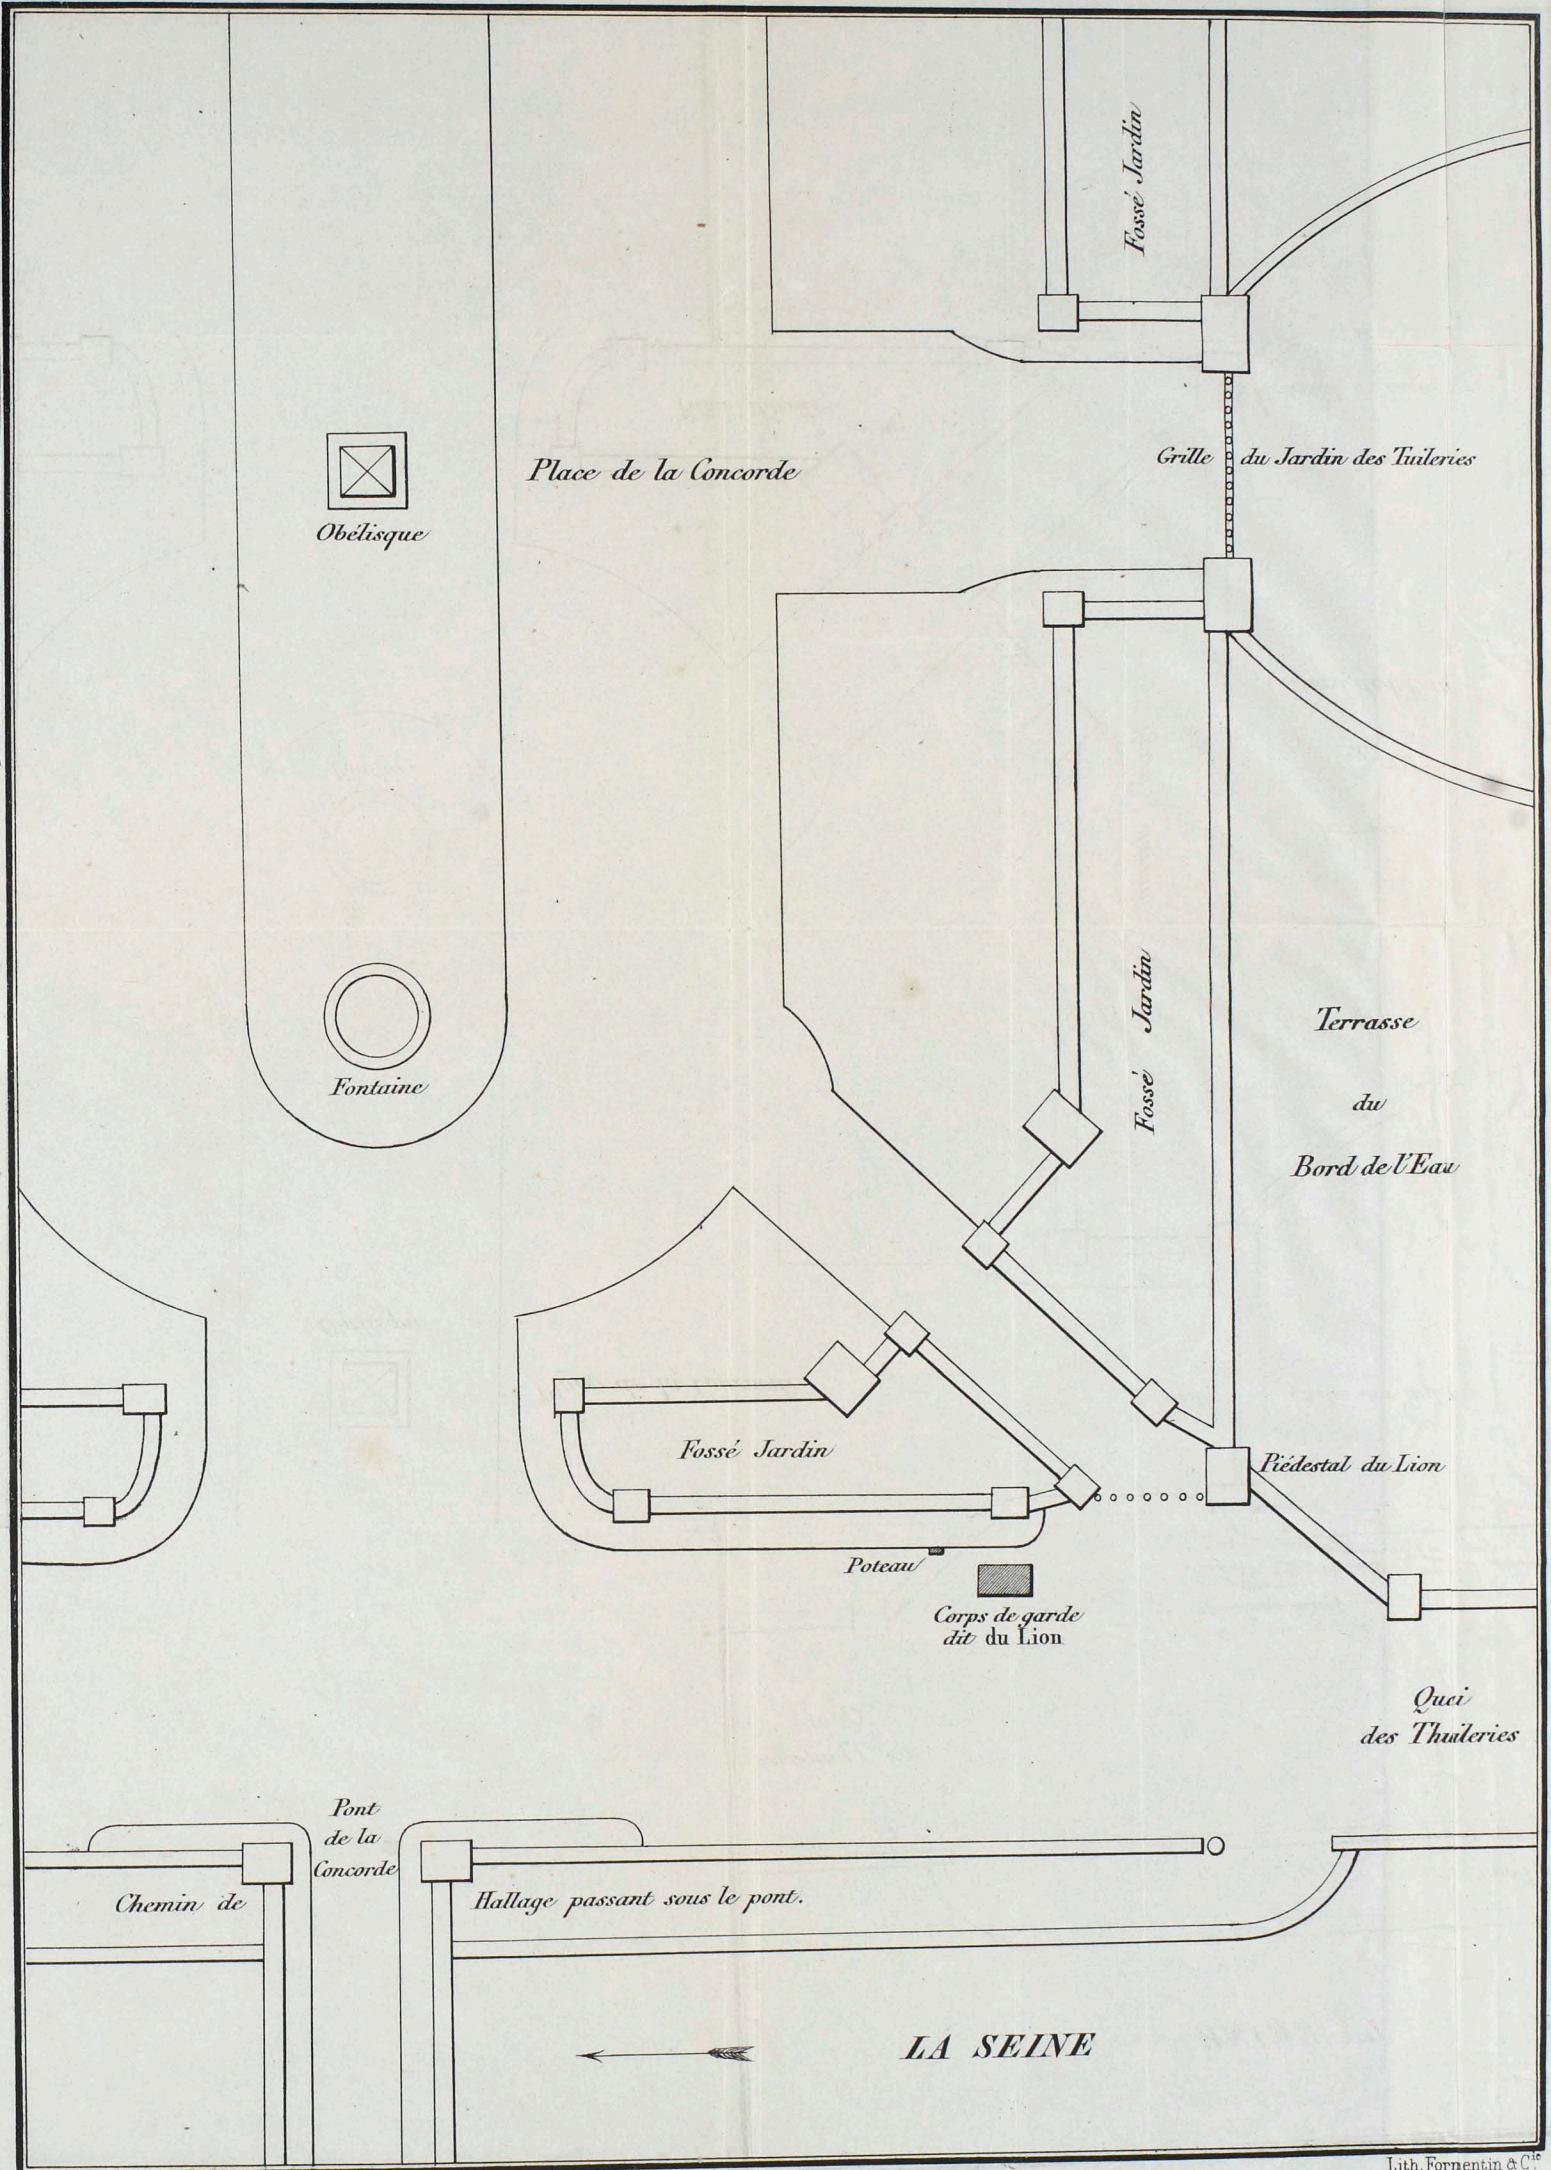 Fossé Jardin
Grille du Jardin des Tuileries
Place de la Concorde
Obélisque
Fossé Jardin
Terrasse
du
Bord de l'Eau
Fontaine
Fossé Jardin
Piédestal du Lion
Poteau
Corps de garde
dit du Lion
Quai
des Thuileries
Pont
de la
Concorde
Chemin de
Hallage passant sous le pont.
LA SEINE
Lith. Formentin & Cie